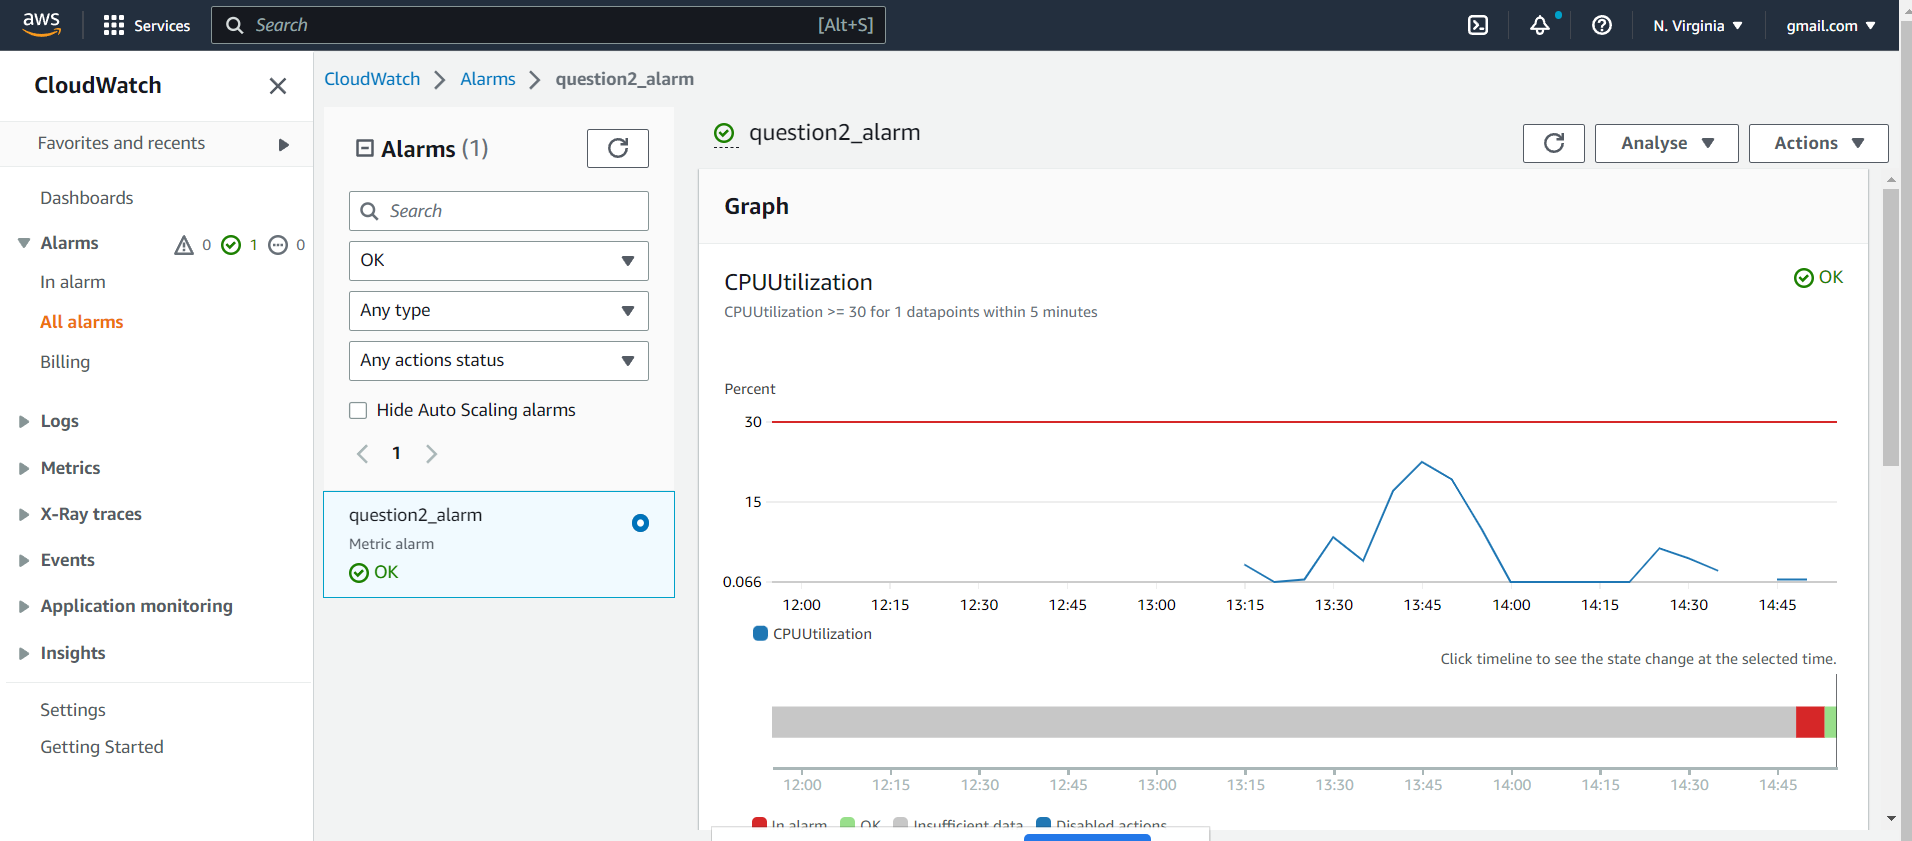 aws
Services
Search [Alt+S]
N. Virginia
gmail.com
CloudWatch
Favorites and recents
Dashboards
Alarms 0 1 0
In alarm
All alarms
Billing
Logs
Metrics
X-Ray traces
Events
Application monitoring
Insights
Settings
Getting Started
CloudWatch Alarms question2_alarm
Alarms (1)
Search
OK
Any type
Any actions status
Hide Auto Scaling alarms
1
question2_alarm
Metric alarm
OK
question2_alarm
Analyse
Actions
Graph
CPUUtilization
OK
CPUUtilization >= 30 for 1 datapoints within 5 minutes
Percent
30
15
0.066
12:00 12:15 12:30 12:45 13:00 13:15 13:30 13:45 14:00 14:15 14:30 14:45
CPUUtilization
Click timeline to see the state change at the selected time.
12:00 12:15 12:30 12:45 13:00 13:15 13:30 13:45 14:00 14:15 14:30 14:45
In alarm OK Insufficient data Disabled actions